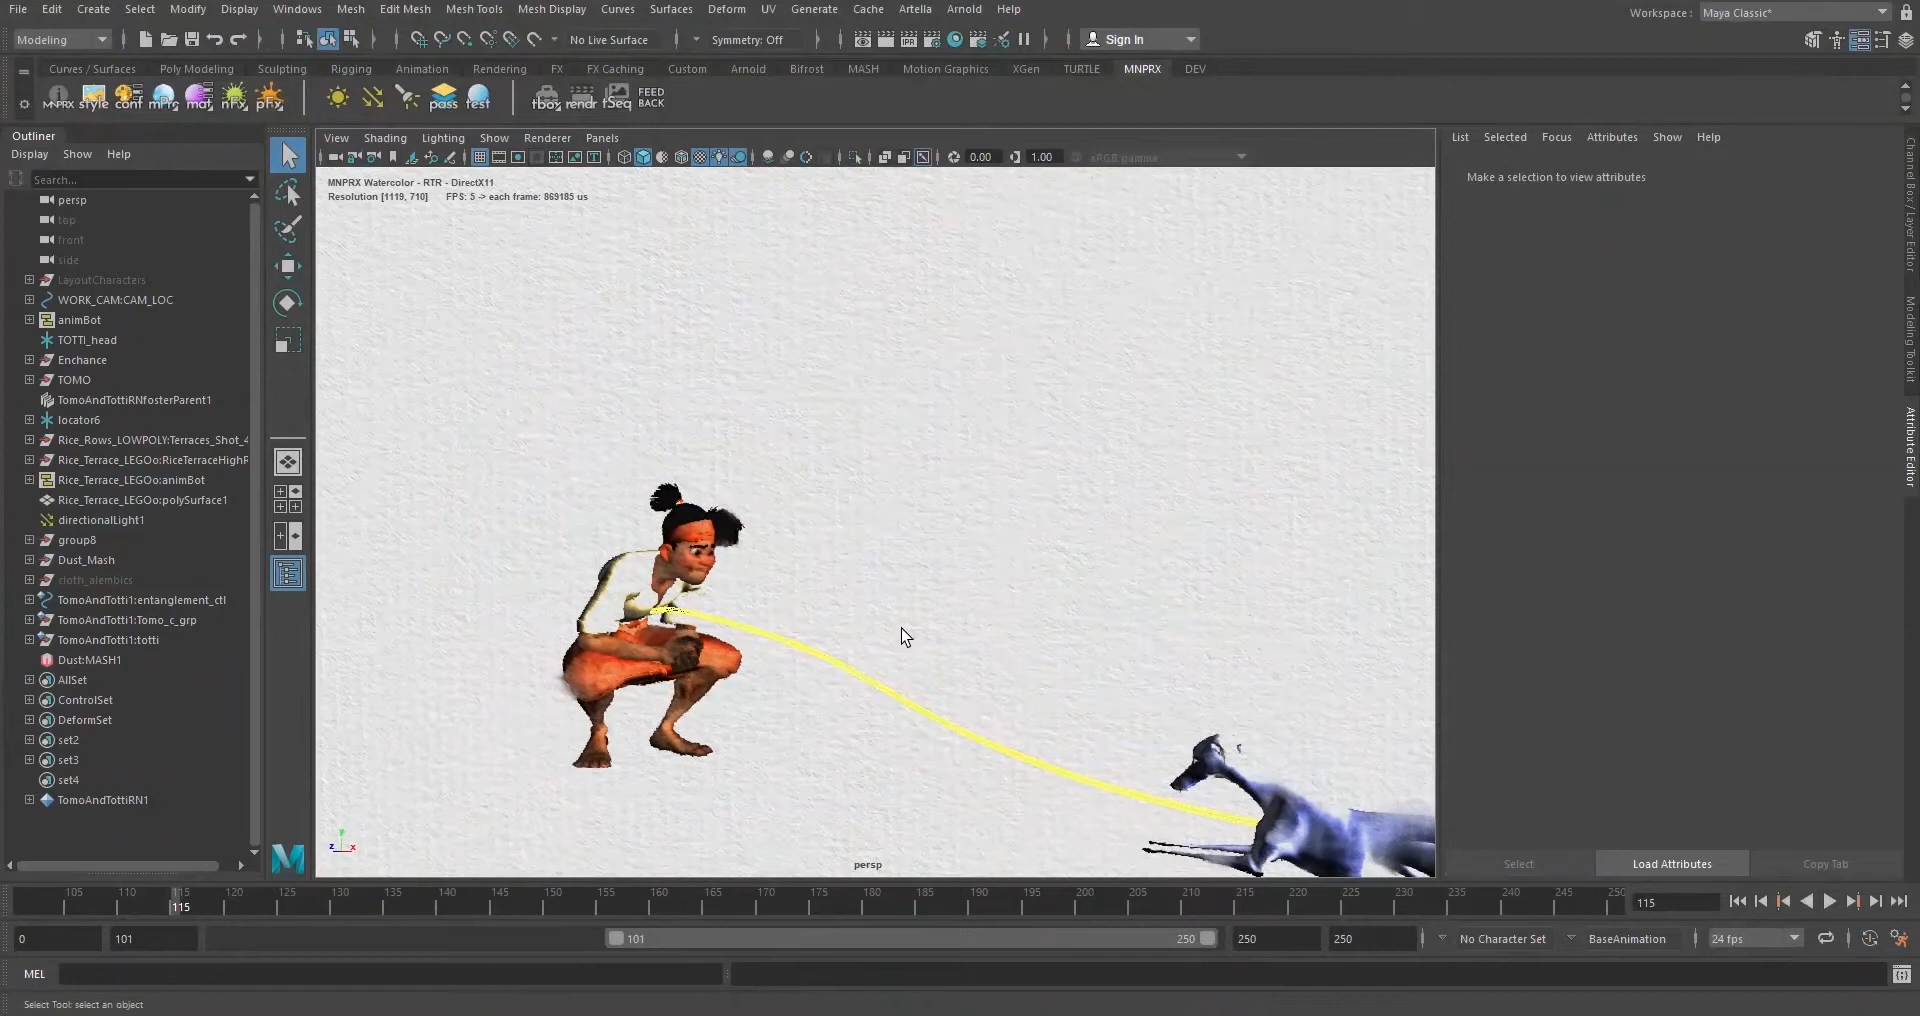 File Edit Create Select Modify Display Windows Mesh Edit Mesh Mesh Tools Mesh Display Curves Surfaces Deform UV Generate Cache Artella Arnold Help
Workspace : Maya Classic*
Modeling No Live Surface Symmetry: Off Sign In
Curves / Surfaces Poly Modeling Sculpting Rigging Animation Rendering FX FX Caching Custom Arnold Bifrost MASH Motion Graphics XGen TURTLE MNPRX DEV
MNPRX style conf mPrs mat nFx pFx pass test tbox rendr tSeq FEED
BACK
Outliner
Display Show Help
Search...
persp
top
front
side
LayoutCharacters
WORK_CAM:CAM_LOC
animBot
TOTTI_head
Enchance
TOMO
TomoAndTottiRNfosterParent1
locator6
Rice_Rows_LOWPOLY:Terraces_Shot_4
Rice_Terrace_LEGOo:RiceTerraceHighR
Rice_Terrace_LEGOo:animBot
Rice_Terrace_LEGOo:polySurface1
directionalLight1
group8
Dust_Mash
cloth_alembics
TomoAndTotti1:entanglement_ctl
TomoAndTotti1:Tomo_c_grp
TomoAndTotti1:totti
Dust:MASH1
AllSet
ControlSet
DeformSet
set2
set3
set4
TomoAndTottiRN1
View Shading Lighting Show Renderer Panels
0.00 1.00 sRGB gamma
MNPRX Watercolor - RTR - DirectX11
Resolution [1119, 710] FPS: 5 -> each frame: 869185 us
y
z x
persp
List Selected Focus Attributes Show Help
Make a selection to view attributes
Select Load Attributes Copy Tab
Channel Box / Layer Editor
Modeling Toolkit
Attribute Editor
105 110 115 120 125 130 135 140 145 150 155 160 165 170 175 180 185 190 195 200 205 210 215 220 225 230 235 240 245 250
115
115
0 101 101 250 250 250 No Character Set BaseAnimation 24 fps
MEL
Select Tool: select an object